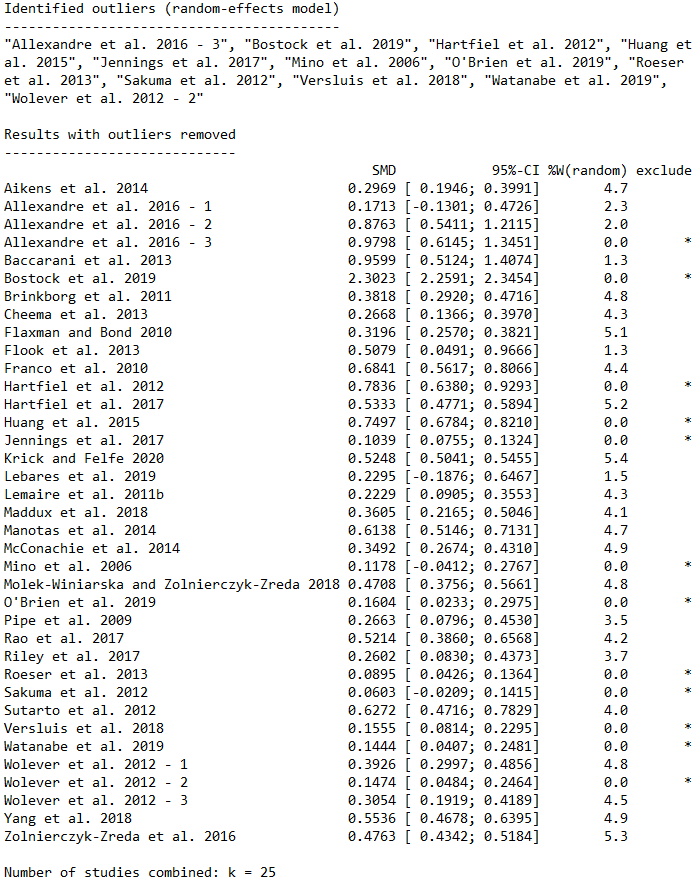 Identified outliers (random-effects model)
------------------------------------------
"Allexandre et al. 2016 - 3", "Bostock et al. 2019", "Hartfiel et al. 2012", "Huang et
al. 2015", "Jennings et al. 2017", "Mino et al. 2006", "O'Brien et al. 2019", "Roeser
et al. 2013", "Sakuma et al. 2012", "Versluis et al. 2018", "Watanabe et al. 2019",
"Wolever et al. 2012 - 2"

Results with outliers removed
-----------------------------
SMD 95%-CI %W(random) exclude
Aikens et al. 2014 0.2969 [ 0.1946; 0.3991] 4.7
Allexandre et al. 2016 - 1 0.1713 [-0.1301; 0.4726] 2.3
Allexandre et al. 2016 - 2 0.8763 [ 0.5411; 1.2115] 2.0
Allexandre et al. 2016 - 3 0.9798 [ 0.6145; 1.3451] 0.0 *
Baccarani et al. 2013 0.9599 [ 0.5124; 1.4074] 1.3
Bostock et al. 2019 2.3023 [ 2.2591; 2.3454] 0.0 *
Brinkborg et al. 2011 0.3818 [ 0.2920; 0.4716] 4.8
Cheema et al. 2013 0.2668 [ 0.1366; 0.3970] 4.3
Flaxman and Bond 2010 0.3196 [ 0.2570; 0.3821] 5.1
Flook et al. 2013 0.5079 [ 0.0491; 0.9666] 1.3
Franco et al. 2010 0.6841 [ 0.5617; 0.8066] 4.4
Hartfiel et al. 2012 0.7836 [ 0.6380; 0.9293] 0.0 *
Hartfiel et al. 2017 0.5333 [ 0.4771; 0.5894] 5.2
Huang et al. 2015 0.7497 [ 0.6784; 0.8210] 0.0 *
Jennings et al. 2017 0.1039 [ 0.0755; 0.1324] 0.0 *
Krick and Felfe 2020 0.5248 [ 0.5041; 0.5455] 5.4
Lebares et al. 2019 0.2295 [-0.1876; 0.6467] 1.5
Lemaire et al. 2011b 0.2229 [ 0.0905; 0.3553] 4.3
Maddux et al. 2018 0.3605 [ 0.2165; 0.5046] 4.1
Manotas et al. 2014 0.6138 [ 0.5146; 0.7131] 4.7
McConachie et al. 2014 0.3492 [ 0.2674; 0.4310] 4.9
Mino et al. 2006 0.1178 [-0.0412; 0.2767] 0.0 *
Molek-Winiarska and Zolnierczyk-Zreda 2018 0.4708 [ 0.3756; 0.5661] 4.8
O'Brien et al. 2019 0.1604 [ 0.0233; 0.2975] 0.0 *
Pipe et al. 2009 0.2663 [ 0.0796; 0.4530] 3.5
Rao et al. 2017 0.5214 [ 0.3860; 0.6568] 4.2
Riley et al. 2017 0.2602 [ 0.0830; 0.4373] 3.7
Roeser et al. 2013 0.0895 [ 0.0426; 0.1364] 0.0 *
Sakuma et al. 2012 0.0603 [-0.0209; 0.1415] 0.0 *
Sutarto et al. 2012 0.6272 [ 0.4716; 0.7829] 4.0
Versluis et al. 2018 0.1555 [ 0.0814; 0.2295] 0.0 *
Watanabe et al. 2019 0.1444 [ 0.0407; 0.2481] 0.0 *
Wolever et al. 2012 - 1 0.3926 [ 0.2997; 0.4856] 4.8
Wolever et al. 2012 - 2 0.1474 [ 0.0484; 0.2464] 0.0 *
Wolever et al. 2012 - 3 0.3054 [ 0.1919; 0.4189] 4.5
Yang et al. 2018 0.5536 [ 0.4678; 0.6395] 4.9
Zolnierczyk-Zreda et al. 2016 0.4763 [ 0.4342; 0.5184] 5.3

Number of studies combined: k = 25